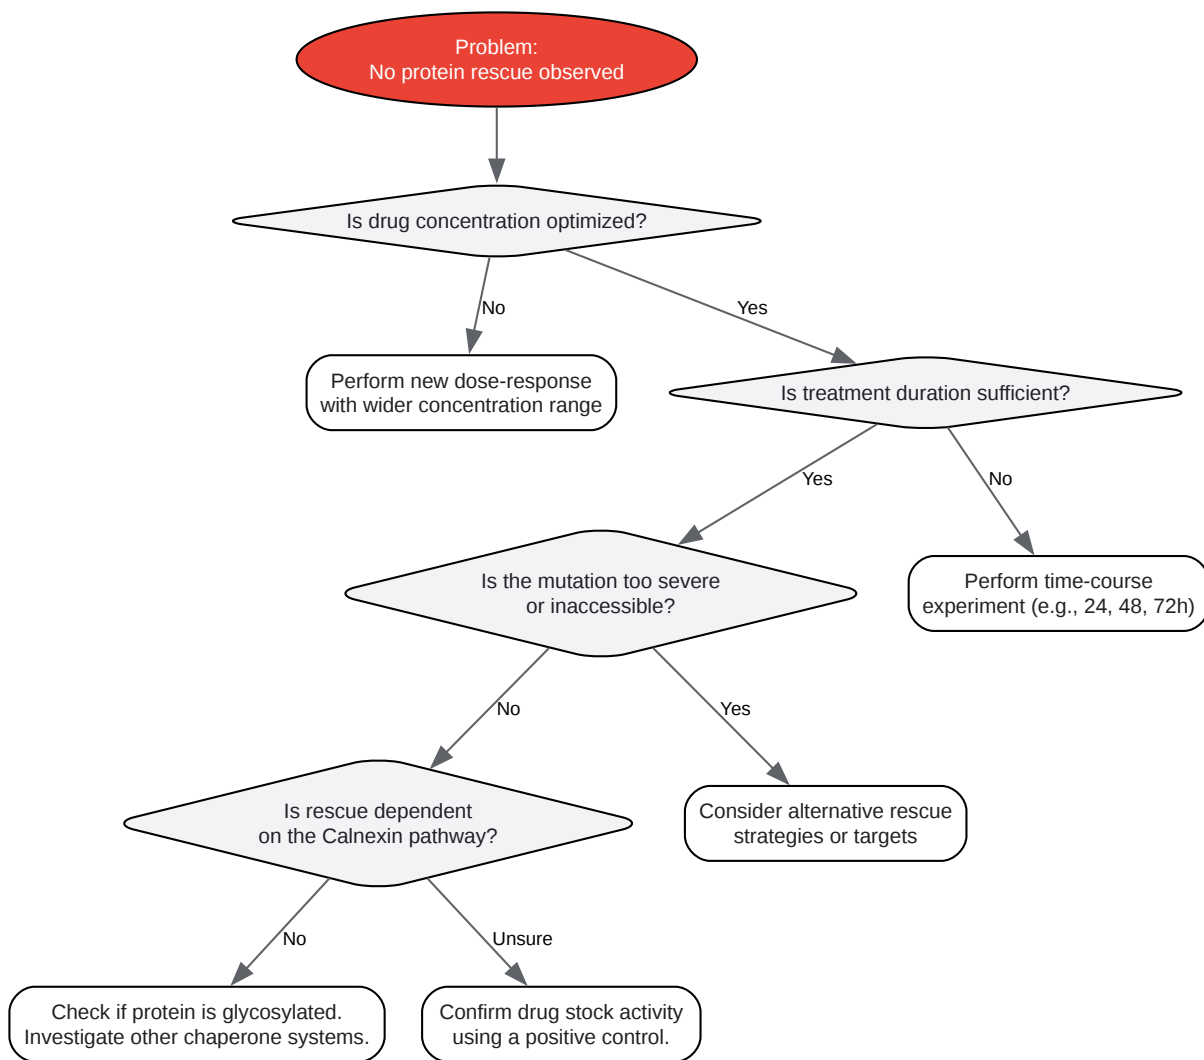 Problem:
No protein rescue observed
Is drug concentration optimized?
No
Yes
Perform new dose-response
with wider concentration range
Is treatment duration sufficient?
Yes
No
Is the mutation too severe
or inaccessible?
Perform time-course
experiment (e.g., 24, 48, 72h)
No
Yes
Is rescue dependent
on the Calnexin pathway?
Consider alternative rescue
strategies or targets
No
Unsure
Check if protein is glycosylated.
Investigate other chaperone systems.
Confirm drug stock activity
using a positive control.